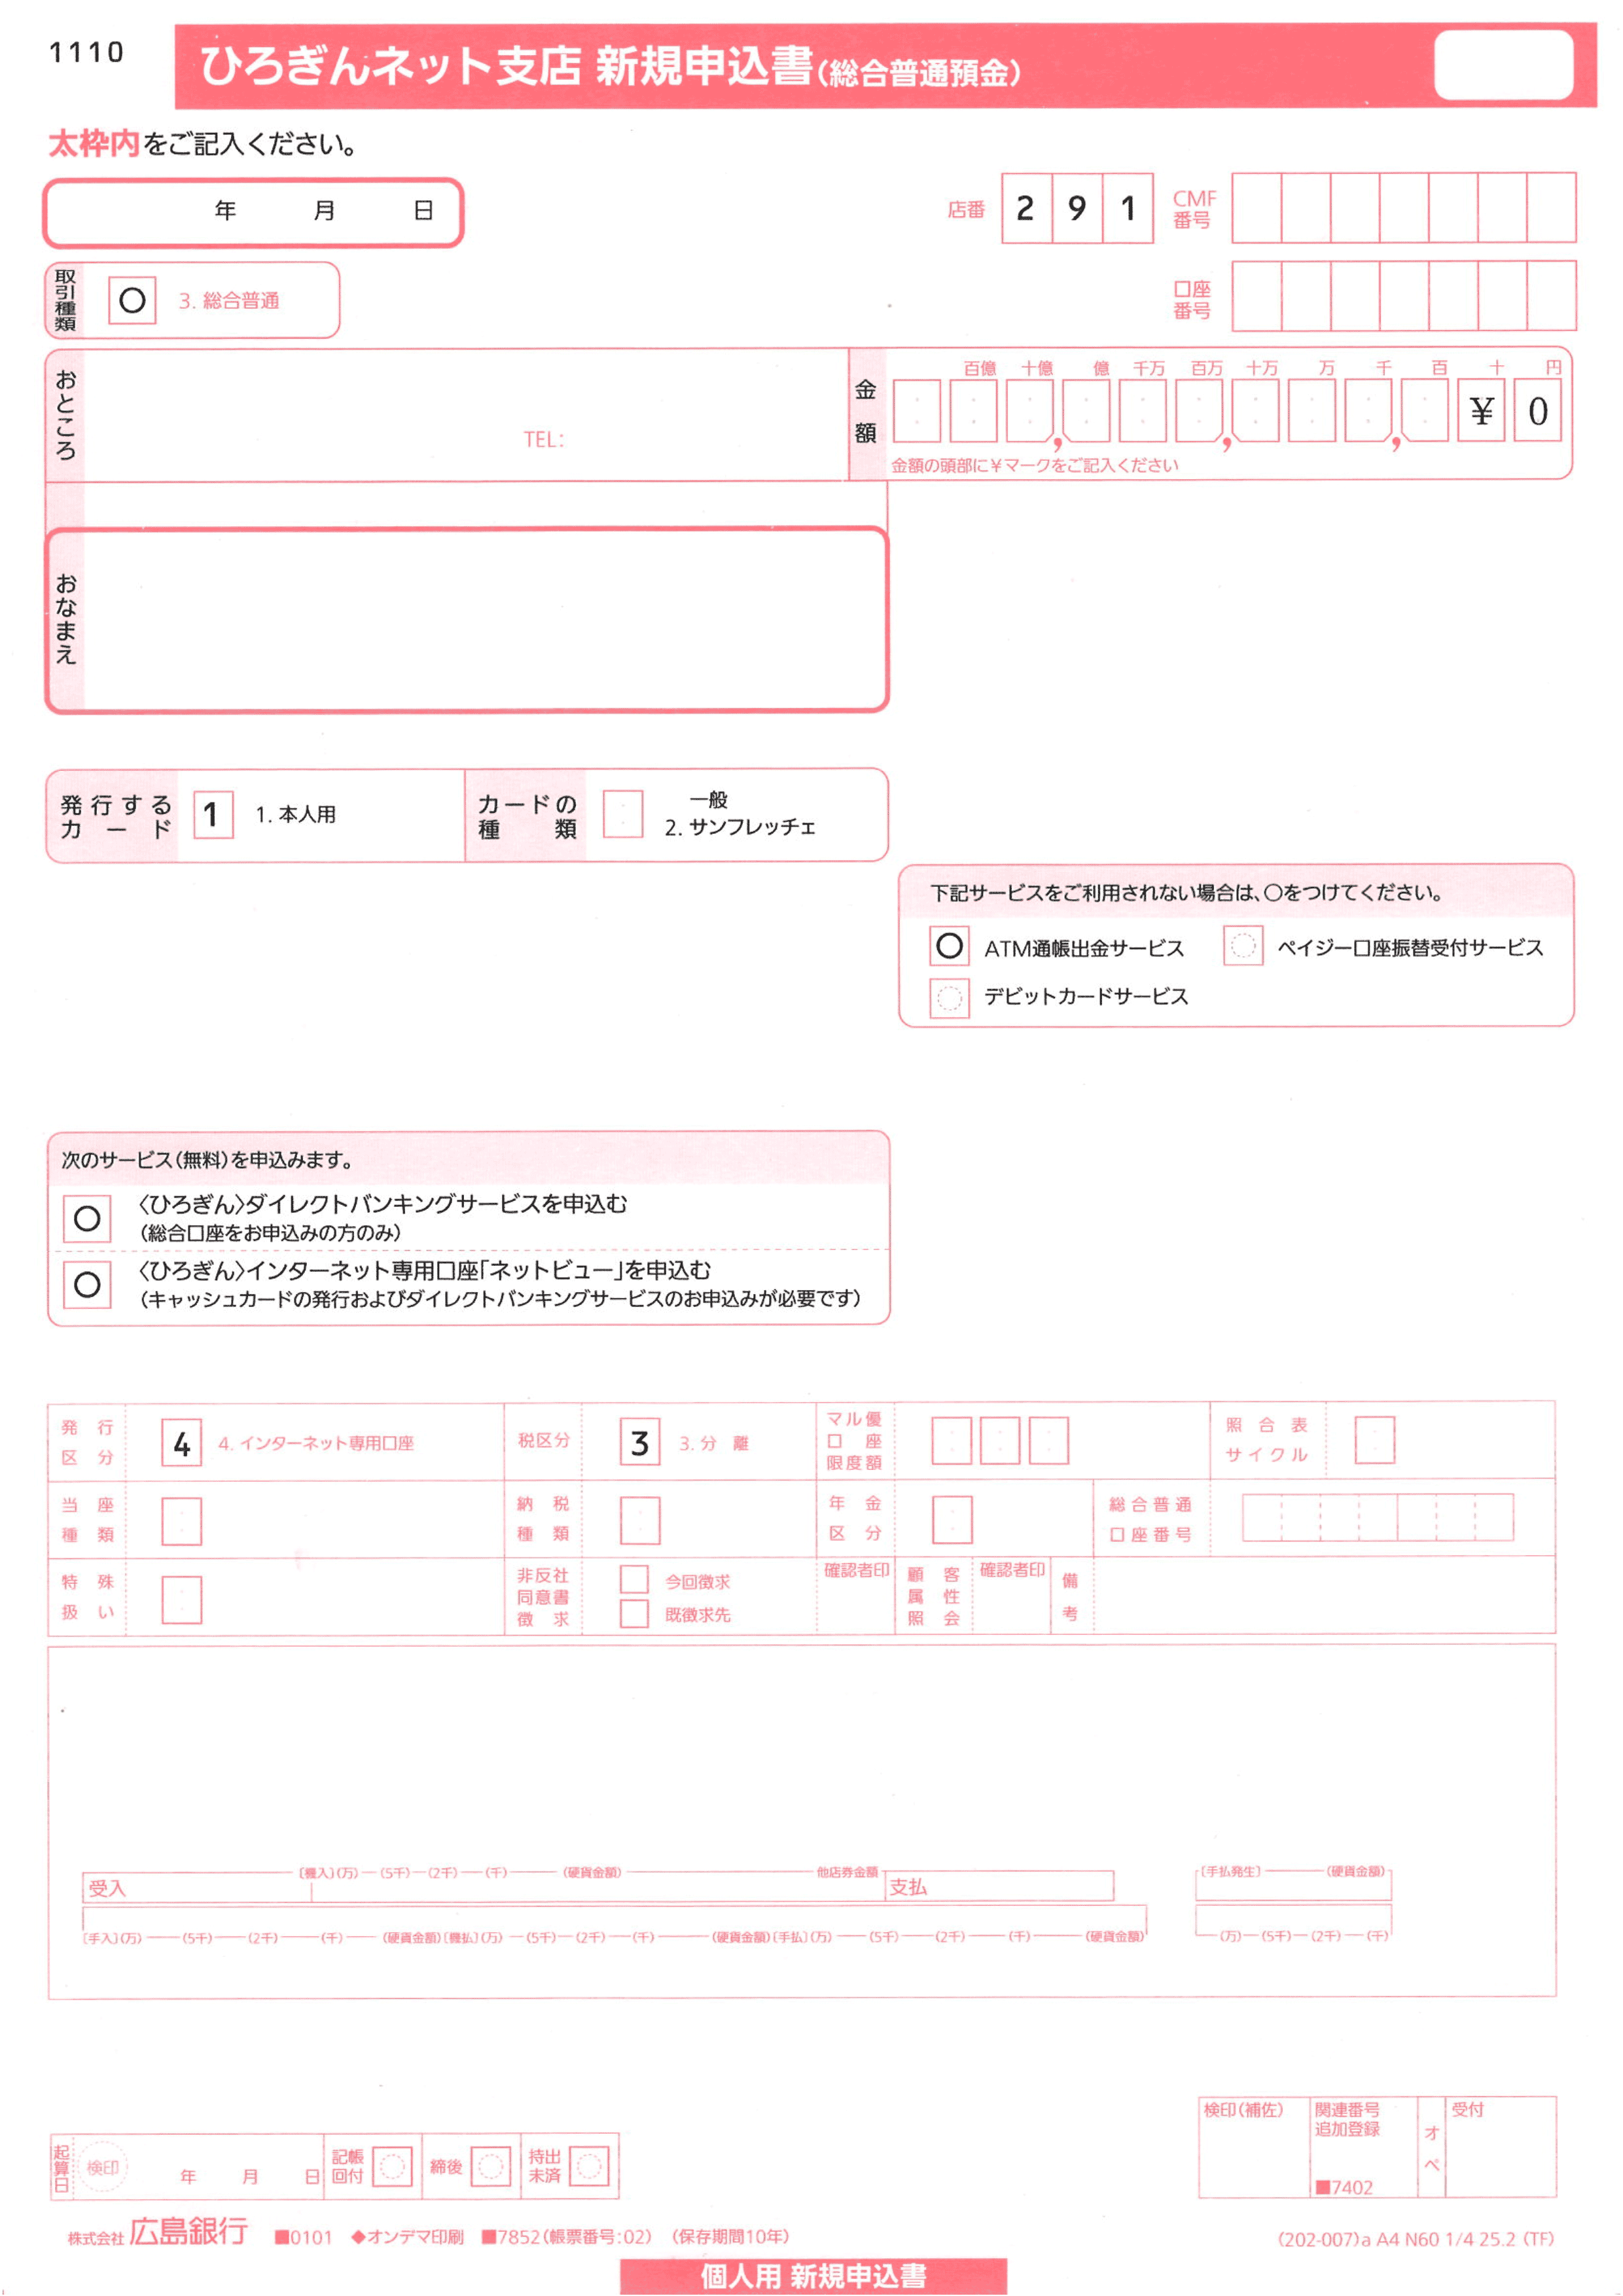 1110
ひろぎんネット支店 新規申込書(総合普通預金)
太枠内をご記入ください。
年 月 日
店番 2 9 1
CMF
番号
取引種類 ○ 3. 総合普通
口座
番号
おところ
TEL:
金額
百億 十億 億 千万 百万 十万 万 千 百 十 円
¥ 0
金額の頭部に¥マークをご記入ください
おなまえ
発行する
カード
1 1. 本人用
カードの
種類
一般
2. サンフレッチェ
下記サービスをご利用されない場合は、○をつけてください。
○ ATM通帳出金サービス ペイジー口座振替受付サービス
デビットカードサービス
次のサービス(無料)を申込みます。
○ 〈ひろぎん〉ダイレクトバンキングサービスを申込む
(総合口座をお申込みの方のみ)
○ 〈ひろぎん〉インターネット専用口座「ネットビュー」を申込む
(キャッシュカードの発行およびダイレクトバンキングサービスのお申込みが必要です)
発行
区分
4 4. インターネット専用口座
税区分 3 3. 分離
マル優
口座
限度額
照合表
サイクル
当座
種類
納税
種類
年金
区分
総合普通
口座番号
特殊
扱い
非反社
同意書
徴求
今回徴求
既徴求先
確認者印
顧客
属性
照会
確認者印
備考
〔機入〕(万) (5千) (2千) (千) (硬貨金額) 他店券金額 〔手払発生〕 (硬貨金額)
受入 支払
〔手入〕(万) (5千) (2千) (千) (硬貨金額)〔機払〕(万) (5千) (2千) (千) (硬貨金額)〔手払〕(万) (5千) (2千) (千) (硬貨金額) (万) (5千) (2千) (千)
検印(補佐)
関連番号
追加登録
■7402
オペ
受付
起算日 検印 年 月 日
記帳
回付
締後
持出
未済
株式会社 広島銀行 ■0101 ◆オンデマ印刷 ■7852(帳票番号:02) (保存期間10年)
(202-007)a A4 N60 1/4 25.2 (TF)
個人用 新規申込書